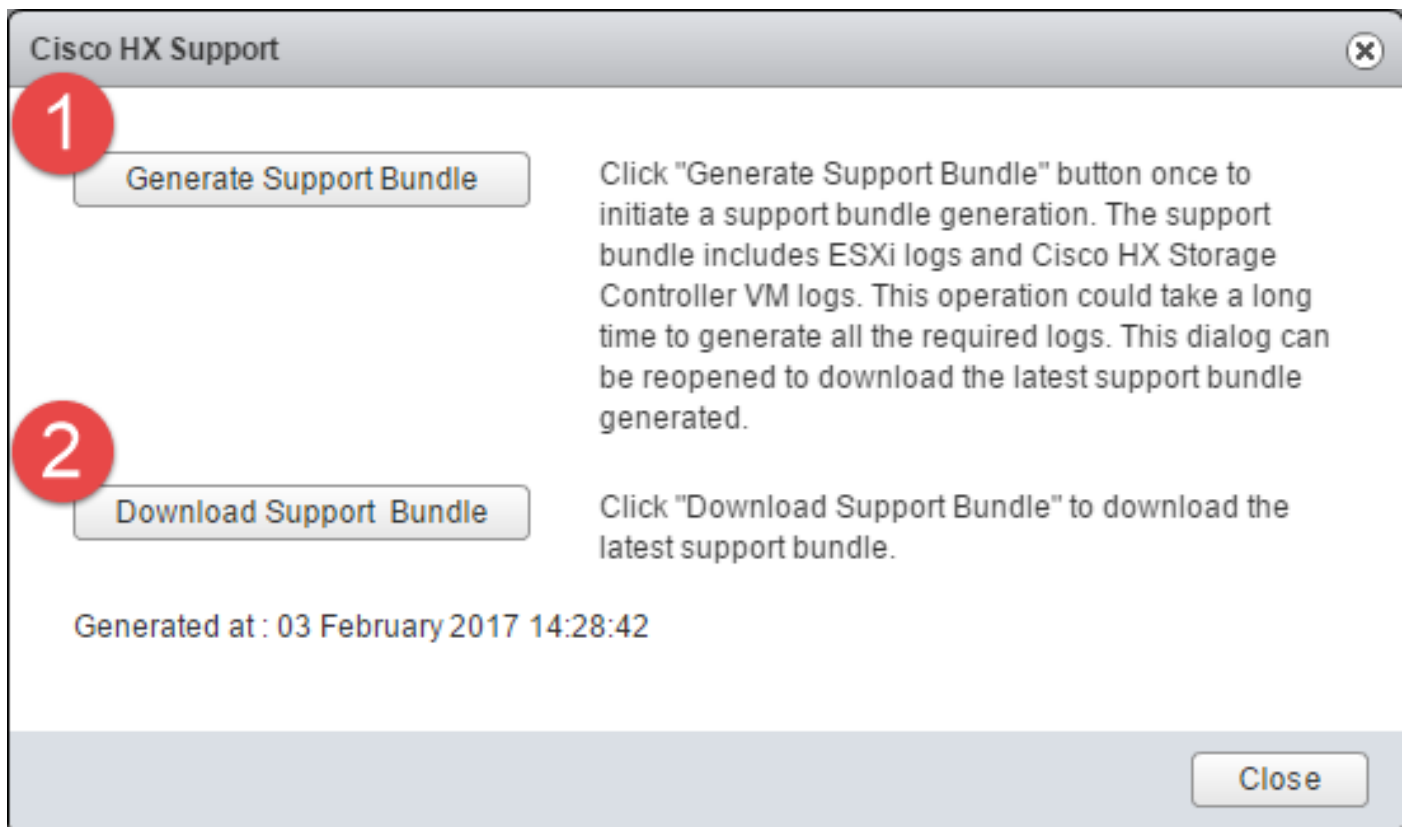 Cisco HX Support
1
Generate Support Bundle
Click "Generate Support Bundle" button once to
initiate a support bundle generation. The support
bundle includes ESXi logs and Cisco HX Storage
Controller VM logs. This operation could take a long
time to generate all the required logs. This dialog can
be reopened to download the latest support bundle
generated.
2
Download Support Bundle
Click "Download Support Bundle" to download the
latest support bundle.
Generated at : 03 February 2017 14:28:42
Close